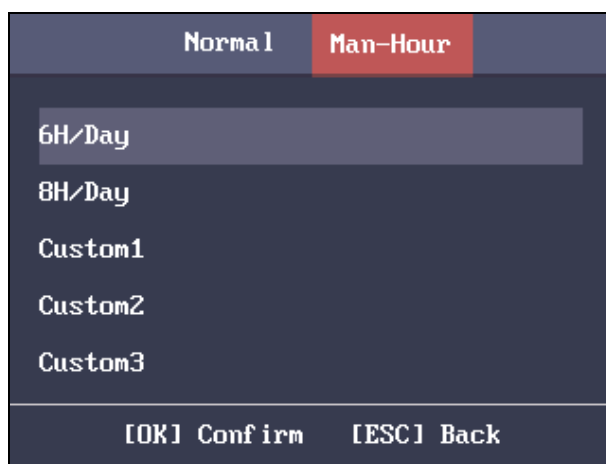 Normal Man-Hour
6H/Day
8H/Day
Custom1
Custom2
Custom3
[OK] Confirm [ESC] Back